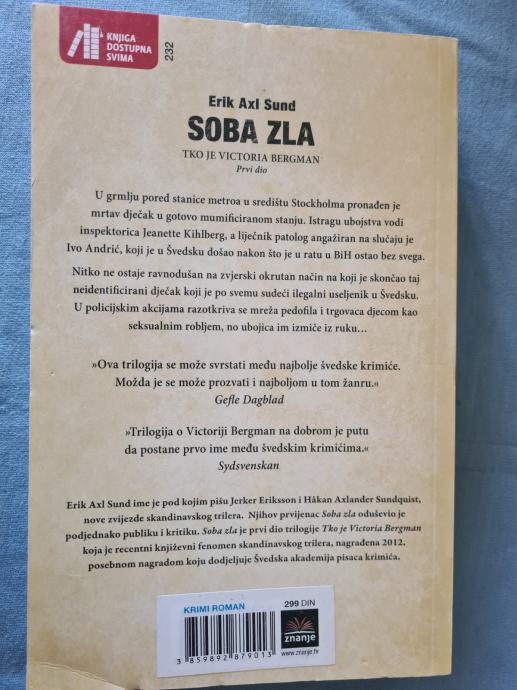 KNJIGA
DOSTUPNA
SVIMA
232
Erik Axl Sund
SOBA ZLA
TKO JE VICTORIA BERGMAN
Prvi dio
U grmlju pored stanice metroa u središtu Stockholma pronađen je
mrtav dječak u gotovo mumificiranom stanju. Istragu ubojstva vodi
inspektorica Jeanette Kihlberg, a liječnik patolog angažiran na slučaju je
Ivo Andrić, koji je u Švedsku došao nakon što je u ratu u BiH ostao bez svega.
Nitko ne ostaje ravnodušan na zvjerski okrutan način na koji je skončao taj
neidentificirani dječak koji je po svemu sudeći ilegalni useljenik u Švedsku.
U policijskim akcijama razotkriva se mreža pedofila i trgovaca djecom kao
seksualnim robljem, no ubojica im izmiče iz ruku…
»Ova trilogija se može svrstati među najbolje švedske krimiće.
Možda je se može prozvati i najboljom u tom žanru.«
Gefle Dagblad
»Trilogija o Victoriji Bergman na dobrom je putu
da postane prvo ime među švedskim krimićima.«
Sydsvenskan
Erik Axl Sund ime je pod kojim pišu Jerker Eriksson i Håkan Axlander Sundquist,
nove zvijezde skandinavskog trilera. Njihov prvijenac Soba zla oduševio je
podjednako publiku i kritiku. Soba zla je prvi dio trilogije Tko je Victoria Bergman
koja je recentni književni fenomen skandinavskog trilera, nagrađena 2012.
posebnom nagradom koju dodjeljuje Švedska akademija pisaca krimića.
KRIMI ROMAN
299 DIN
3 859892 879013
znanje
www.znanje.hr